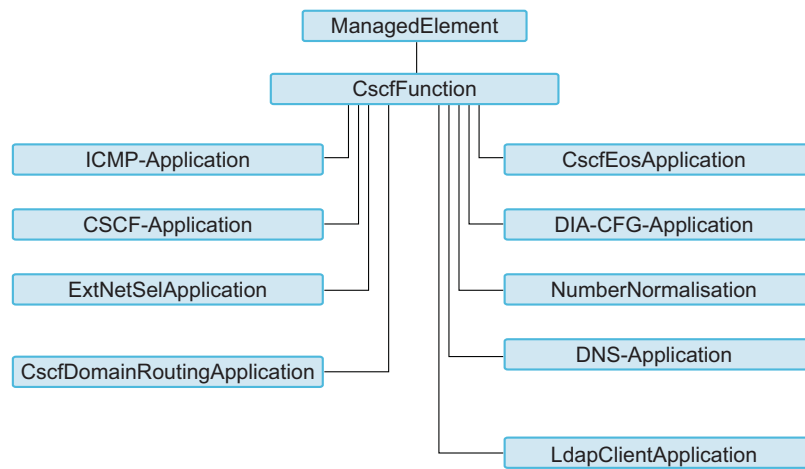 ManagedElement
CscfFunction
ICMP-Application
CscfEosApplication
CSCF-Application
DIA-CFG-Application
ExtNetSelApplication
NumberNormalisation
DNS-Application
CscfDomainRoutingApplication
LdapClientApplication